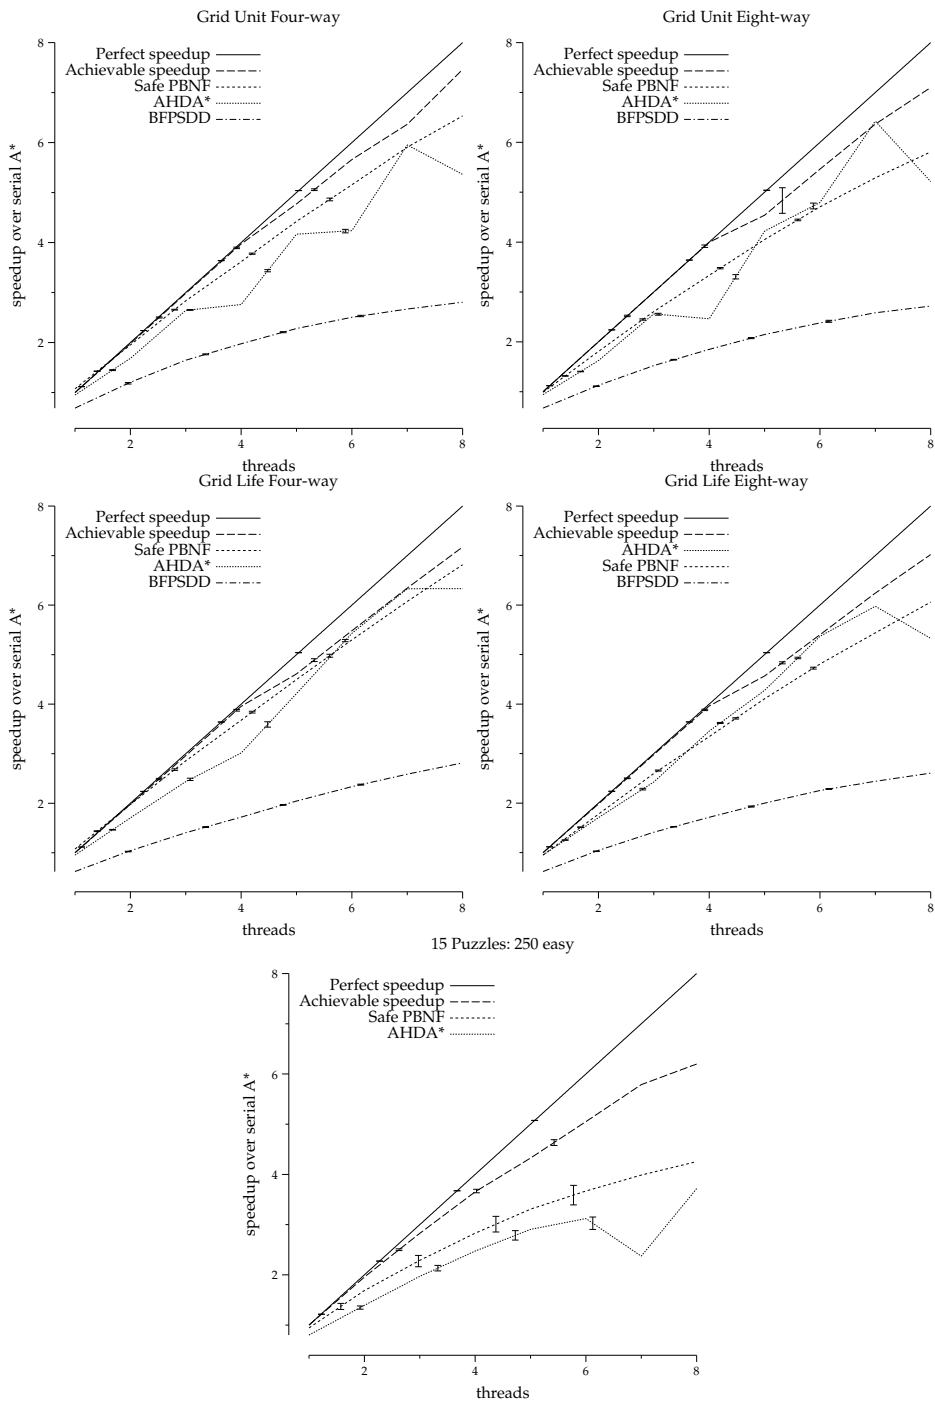 Grid Unit Four-way
8
6
4
2
speedup over serial A*
Perfect speedup
Achievable speedup
Safe PBNF
AHDA*
BFPSDD
2
4
6
8
threads
Grid Unit Eight-way
8
6
4
2
speedup over serial A*
Perfect speedup
Achievable speedup
Safe PBNF
AHDA*
BFPSDD
2
4
6
8
threads
Grid Life Four-way
8
6
4
2
speedup over serial A*
Perfect speedup
Achievable speedup
Safe PBNF
AHDA*
BFPSDD
2
4
6
8
threads
Grid Life Eight-way
8
6
4
2
speedup over serial A*
Perfect speedup
Achievable speedup
AHDA*
Safe PBNF
BFPSDD
2
4
6
8
threads
15 Puzzles: 250 easy
8
6
4
2
speedup over serial A*
Perfect speedup
Achievable speedup
Safe PBNF
AHDA*
2
4
6
8
threads